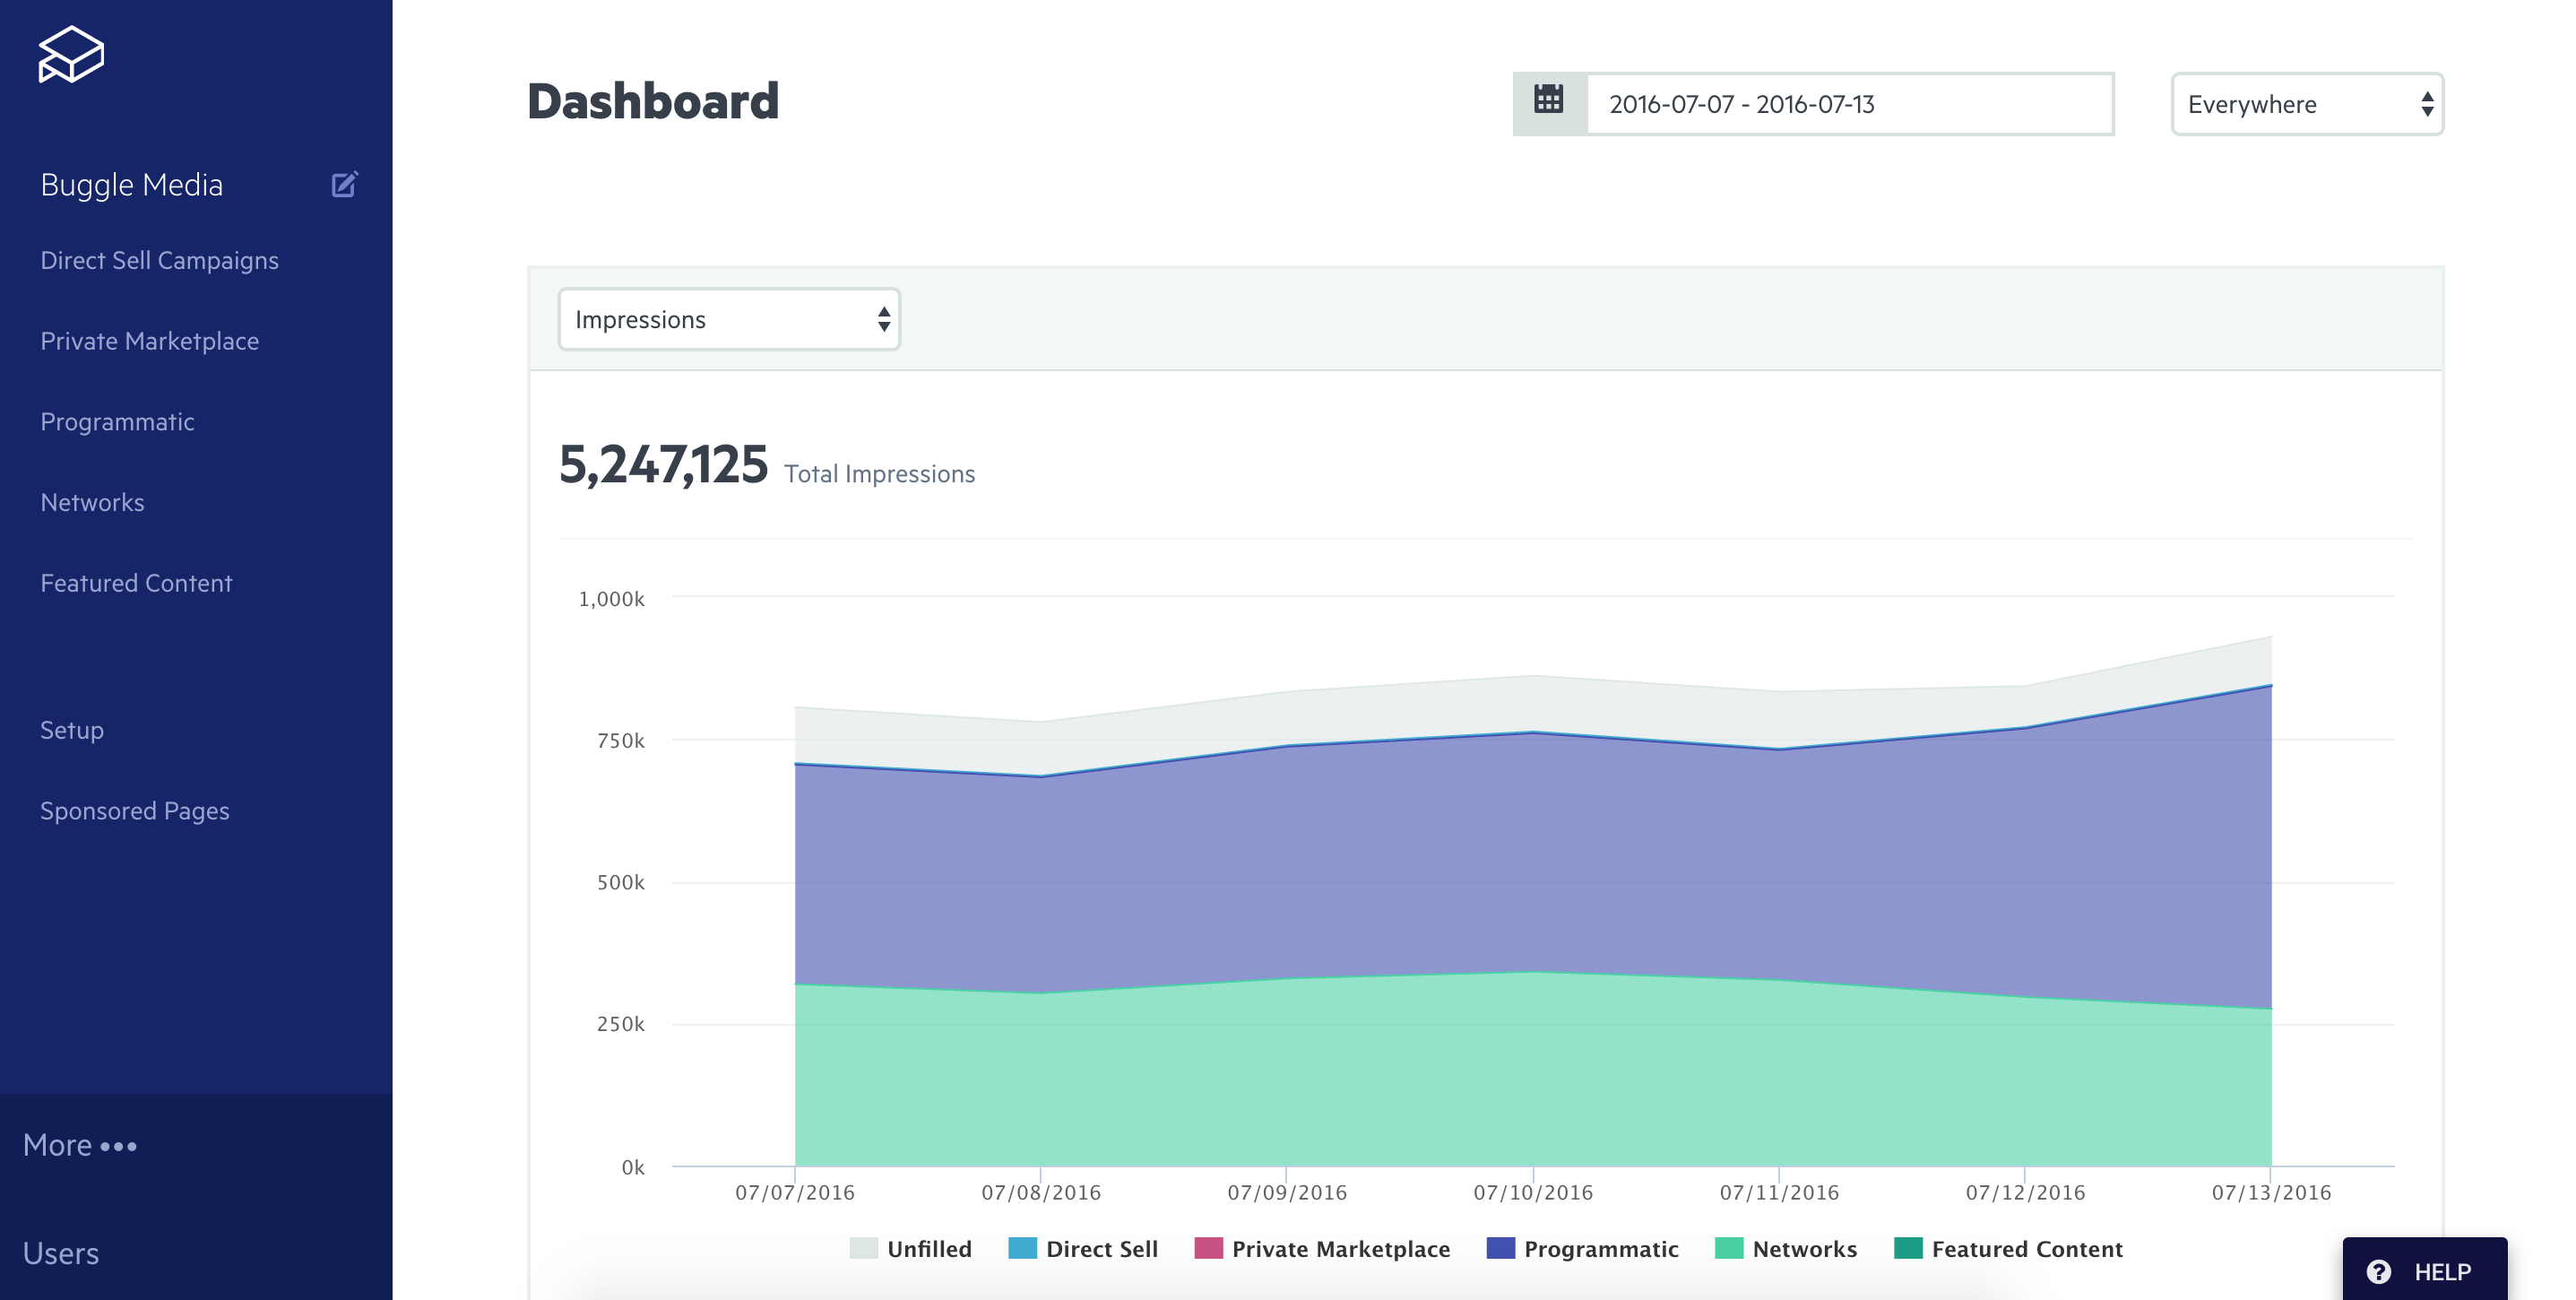 Dashboard
2016-07-07 - 2016-07-13
Everywhere
Buggle Media
Direct Sell Campaigns
Private Marketplace
Programmatic
Networks
Featured Content
Setup
Sponsored Pages
More •••
Users
Impressions
5,247,125 Total Impressions
1,000k
750k
500k
250k
0k
07/07/2016 07/08/2016 07/09/2016 07/10/2016 07/11/2016 07/12/2016 07/13/2016
Unfilled Direct Sell Private Marketplace Programmatic Networks Featured Content
? HELP